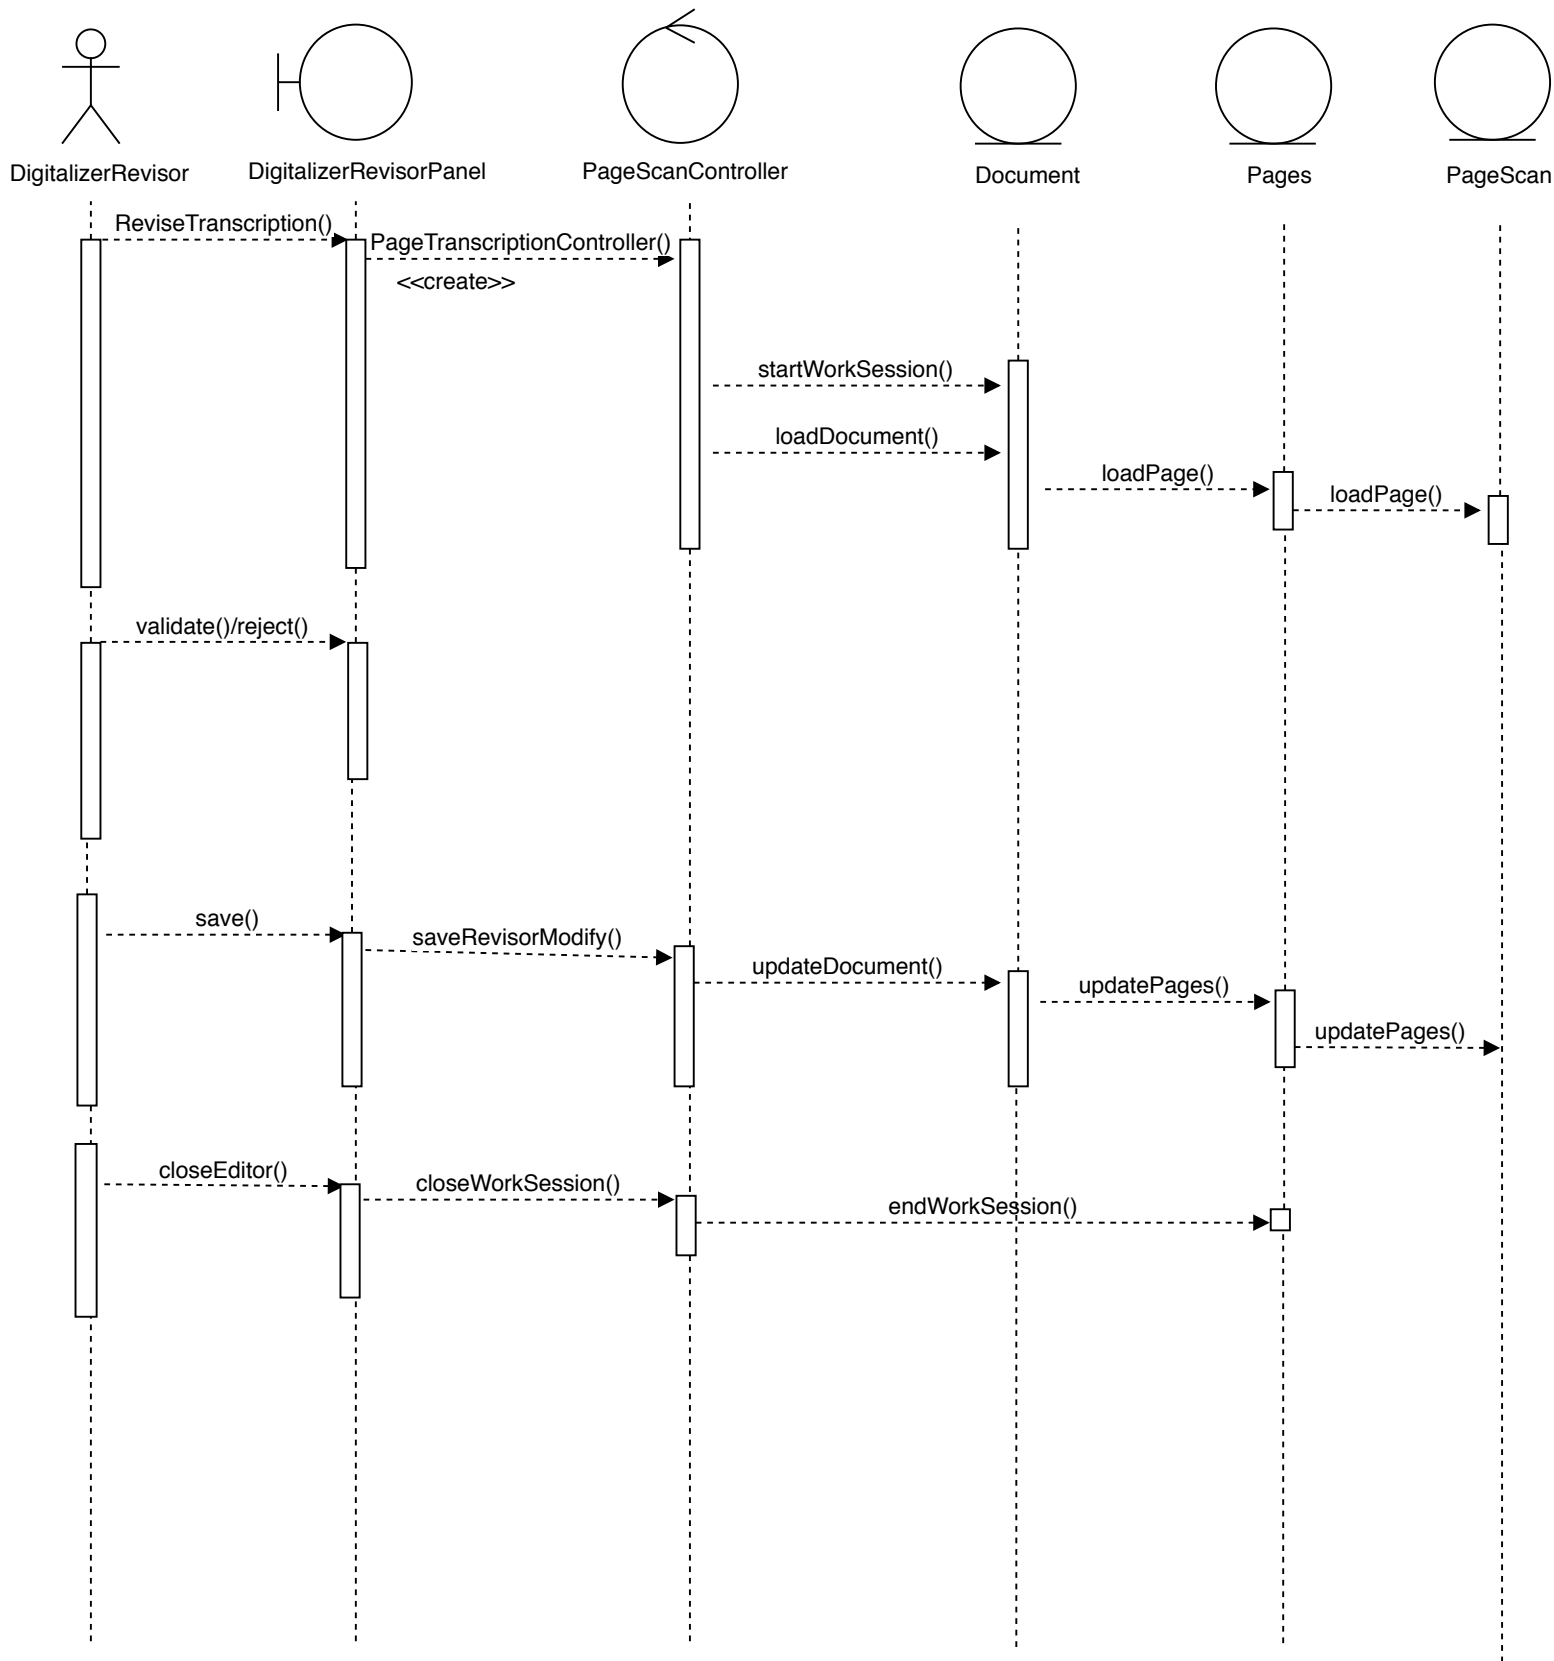 DigitalizerRevisor
DigitalizerRevisorPanel
PageScanController
Document
Pages
PageScan
ReviseTranscription()
PageTranscriptionController()
<<create>>
startWorkSession()
loadDocument()
loadPage()
loadPage()
validate()/reject()
save()
saveRevisorModify()
updateDocument()
updatePages()
updatePages()
closeEditor()
closeWorkSession()
endWorkSession()